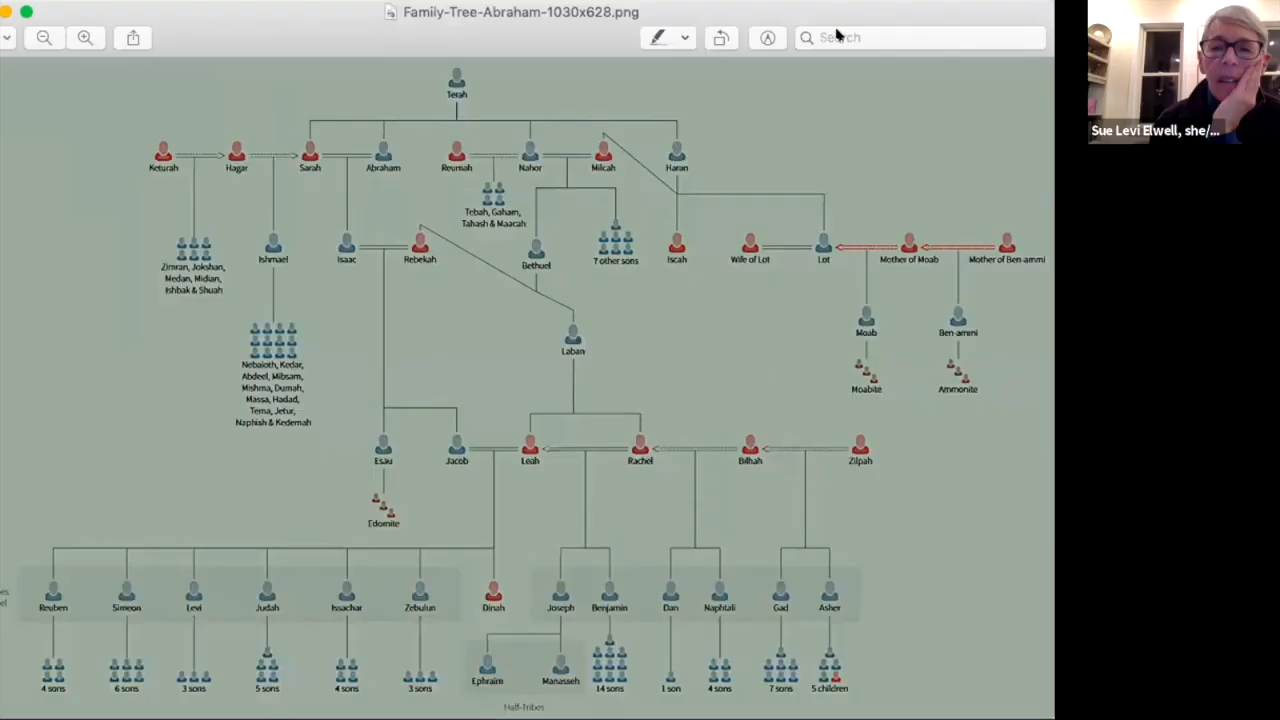 Family-Tree-Abraham-1030x628.png
Search
Sue Levi Elwell, she/...
Terah
Keturah
Hagar
Sarah
Abraham
Reumah
Nahor
Milcah
Haran
Tebah, Gaham,
Tahash & Maacah
Zimran, Jokshan,
Medan, Midian,
Ishbak & Shuah
Ishmael
Isaac
Rebekah
Bethuel
7 other sons
Iscah
Wife of Lot
Lot
Mother of Moab
Mother of Ben-ammi
Moab
Ben-ammi
Laban
Nebaioth, Kedar,
Abdeel, Mibsam,
Mishma, Dumah,
Massa, Hadad,
Tema, Jetur,
Naphish & Kedemah
Moabite
Ammonite
Esau
Jacob
Leah
Rachel
Bilhah
Zilpah
Edomite
Reuben
Simeon
Levi
Judah
Issachar
Zebulun
Dinah
Joseph
Benjamin
Dan
Naphtali
Gad
Asher
Ephraim
Manasseh
4 sons
6 sons
3 sons
5 sons
4 sons
3 sons
14 sons
1 son
4 sons
7 sons
5 children
Half-Tribes